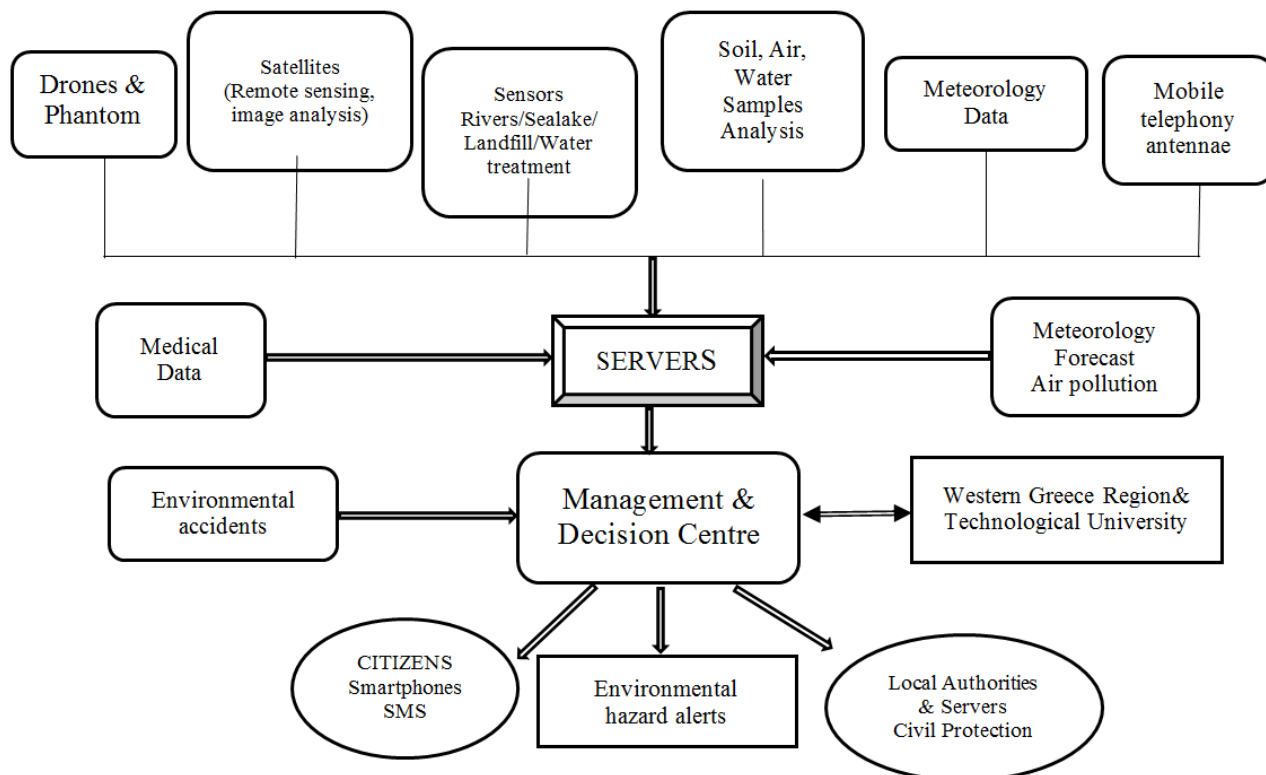 Drones &
Phantom
Satellites
(Remote sensing,
image analysis)
Sensors
Rivers/Sealake/
Landfill/Water
treatment
Soil, Air,
Water
Samples
Analysis
Meteorology
Data
Mobile
telephony
antennae
Medical
Data
SERVERS
Meteorology
Forecast
Air pollution
Environmental
accidents
Management &
Decision Centre
Western Greece Region&
Technological University
CITIZENS
Smartphones
SMS
Environmental
hazard alerts
Local Authorities
& Servers
Civil Protection